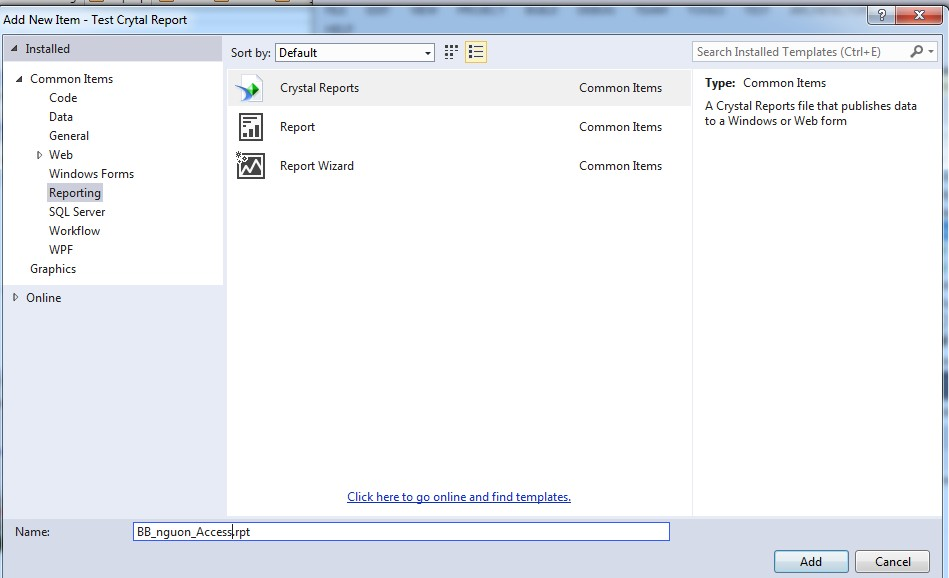 Add New Item - Test Crytal Report
?
Installed
Sort by: Default
Search Installed Templates (Ctrl+E)
Common Items
Code
Data
General
Web
Windows Forms
Reporting
SQL Server
Workflow
WPF
Graphics
Online
Crystal Reports Common Items
Report Common Items
Report Wizard Common Items
Type: Common Items
A Crystal Reports file that publishes data
to a Windows or Web form
Click here to go online and find templates.
Name: BB_nguon_Access.rpt
Add Cancel